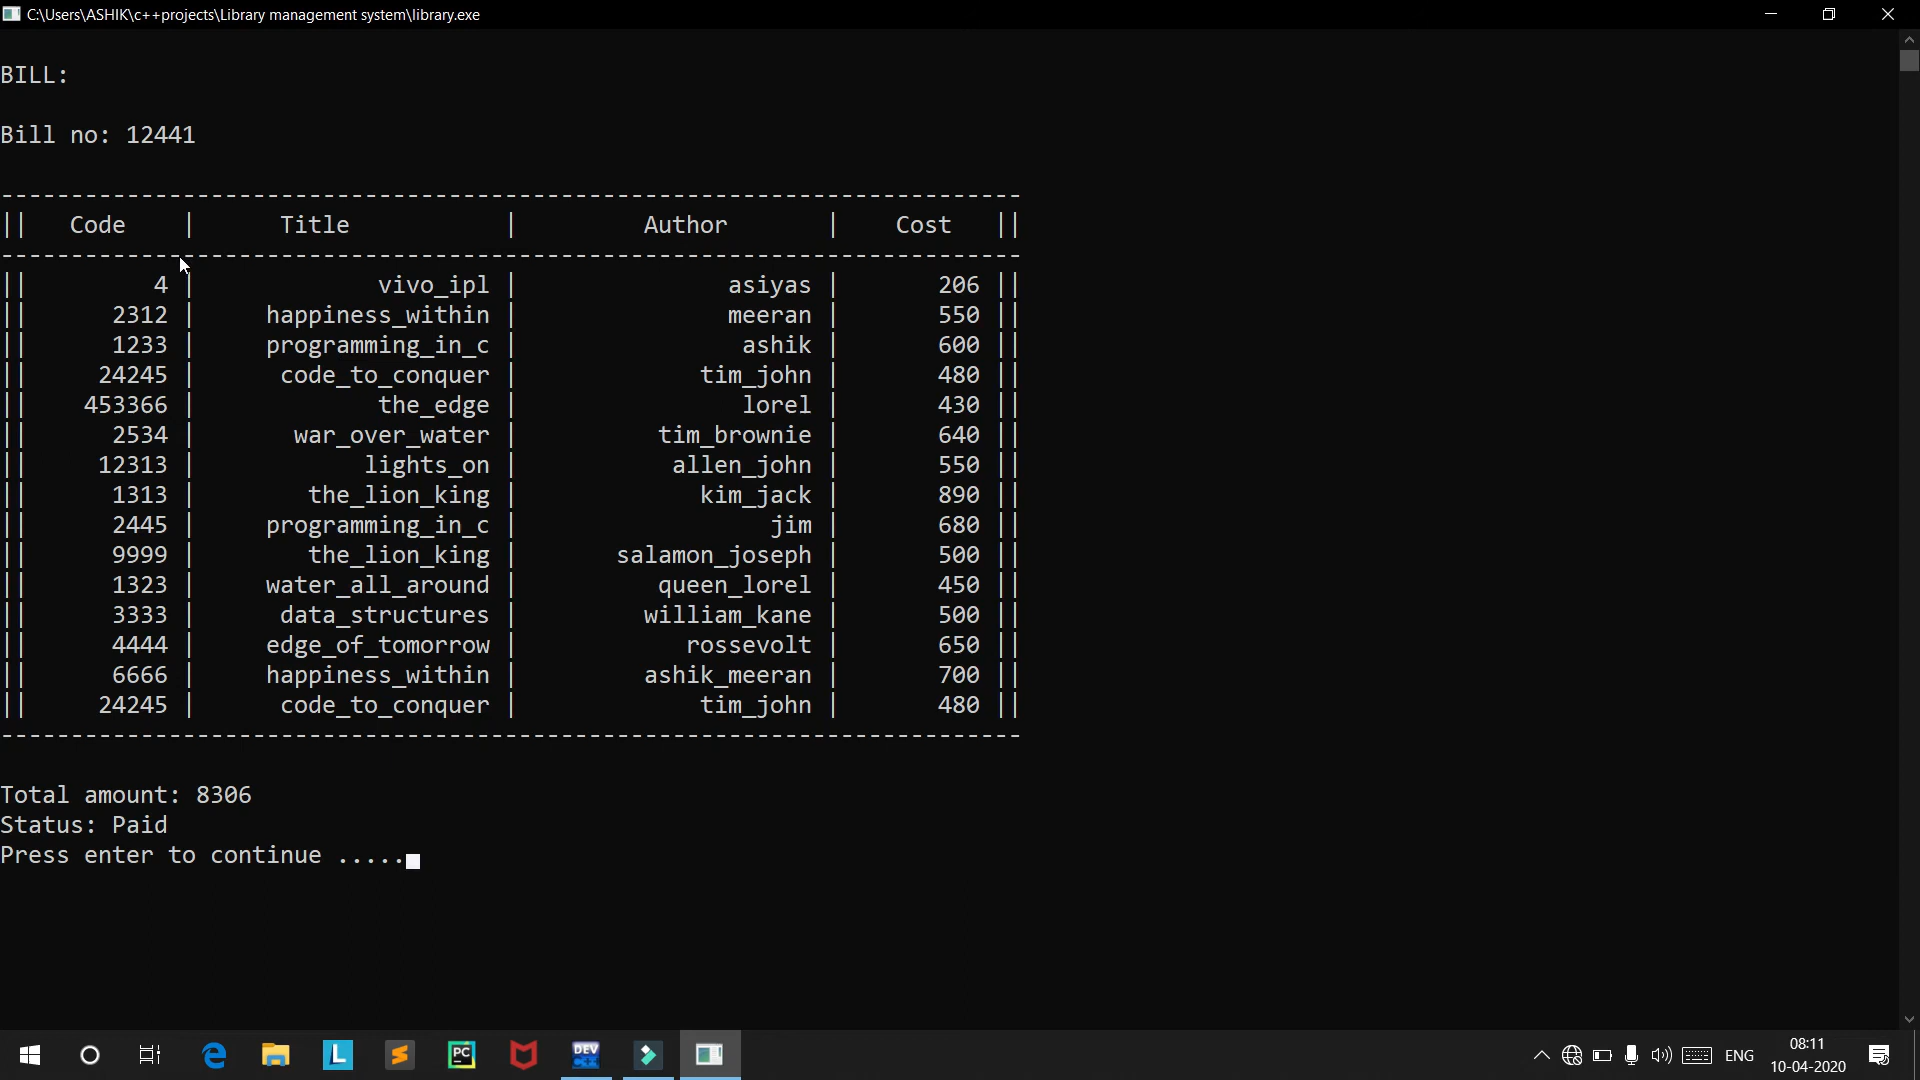 C:\Users\ASHIK\c++projects\Library management system\library.exe
BILL:
Bill no: 12441
-------------------------------------------------------------------------
||   Code    |      Title           |         Author       |    Cost   ||
-------------------------------------------------------------------------
||         4 |             vivo_ipl |               asiyas |       206 ||
||      2312 |     happiness_within |               meeran |       550 ||
||      1233 |     programming_in_c |                ashik |       600 ||
||     24245 |      code_to_conquer |             tim_john |       480 ||
||    453366 |             the_edge |                lorel |       430 ||
||      2534 |       war_over_water |          tim_brownie |       640 ||
||     12313 |            lights_on |           allen_john |       550 ||
||      1313 |        the_lion_king |             kim_jack |       890 ||
||      2445 |     programming_in_c |                  jim |       680 ||
||      9999 |        the_lion_king |       salamon_joseph |       500 ||
||      1323 |     water_all_around |          queen_lorel |       450 ||
||      3333 |      data_structures |         william_kane |       500 ||
||      4444 |     edge_of_tomorrow |            rossevolt |       650 ||
||      6666 |     happiness_within |         ashik_meeran |       700 ||
||     24245 |      code_to_conquer |             tim_john |       480 ||
-------------------------------------------------------------------------
Total amount: 8306
Status: Paid
Press enter to continue .....
L
PC
DEV C++
ENG
08:11
10-04-2020